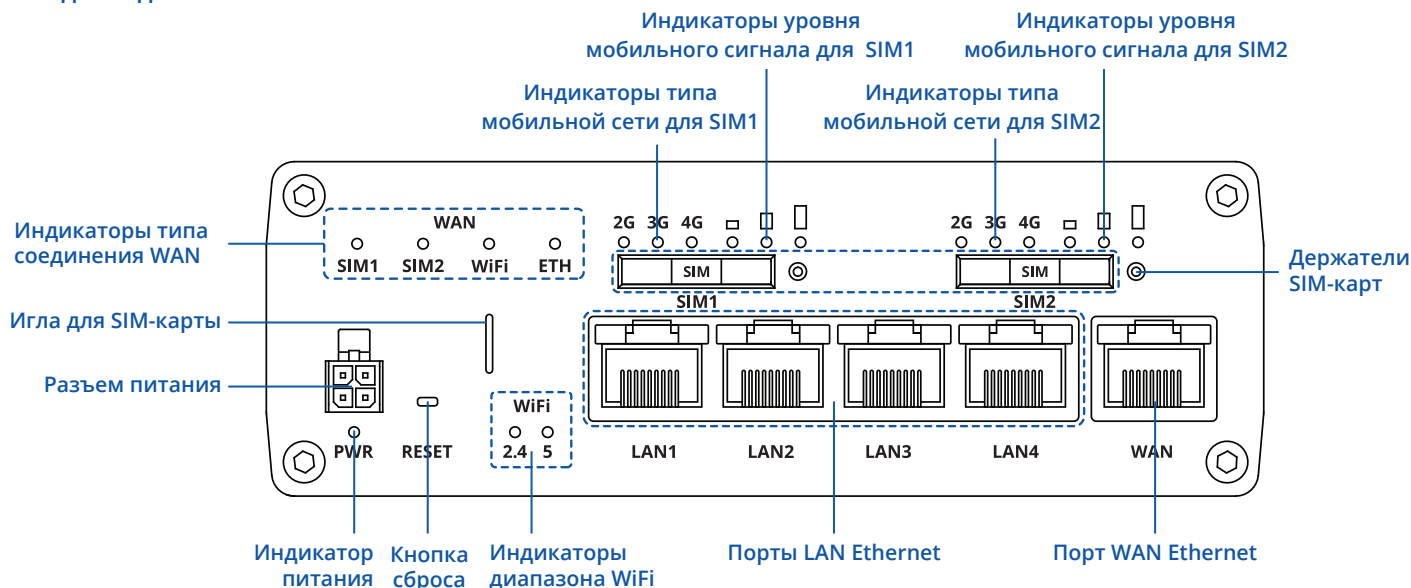 Индикаторы уровня
мобильного сигнала для SIM1
Индикаторы уровня
мобильного сигнала для SIM2
Индикаторы типа
мобильной сети для SIM1
Индикаторы типа
мобильной сети для SIM2
WAN
SIM1 SIM2 WiFi ETH
2G 3G 4G
2G 3G 4G
Индикаторы типа
соединения WAN
SIM
SIM1
SIM
SIM2
Держатели
SIM-карт
Игла для SIM-карты
Разъем питания
WiFi
2.4 5
PWR RESET
LAN1 LAN2 LAN3 LAN4 WAN
Индикатор
питания
Кнопка
сброса
Индикаторы
диапазона WiFi
Порты LAN Ethernet
Порт WAN Ethernet